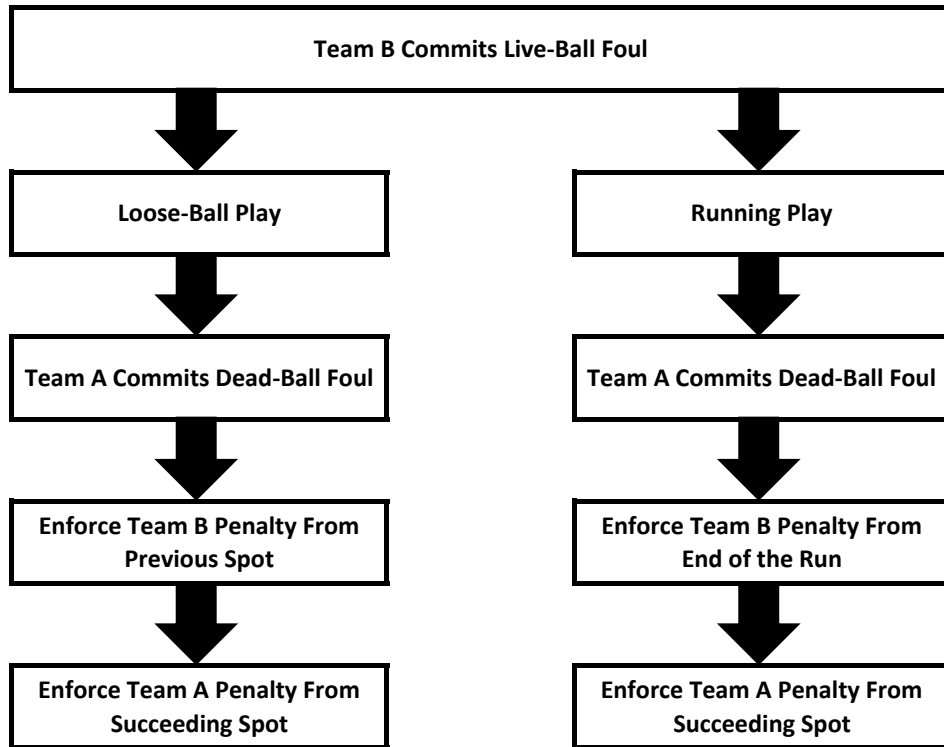 Team B Commits Live-Ball Foul
Loose-Ball Play
Running Play
Team A Commits Dead-Ball Foul
Team A Commits Dead-Ball Foul
Enforce Team B Penalty From
Previous Spot
Enforce Team B Penalty From
End of the Run
Enforce Team A Penalty From
Succeeding Spot
Enforce Team A Penalty From
Succeeding Spot